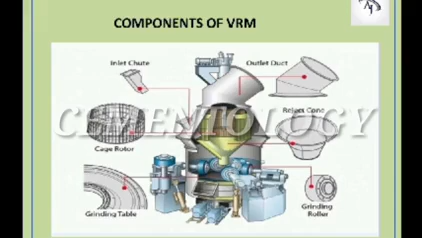 COMPONENTS OF VRM
Inlet Chute
Outlet Duct
Reject Cone
CEMENTOLOGY
Cage Rotor
Grinding Table
Grinding
Roller